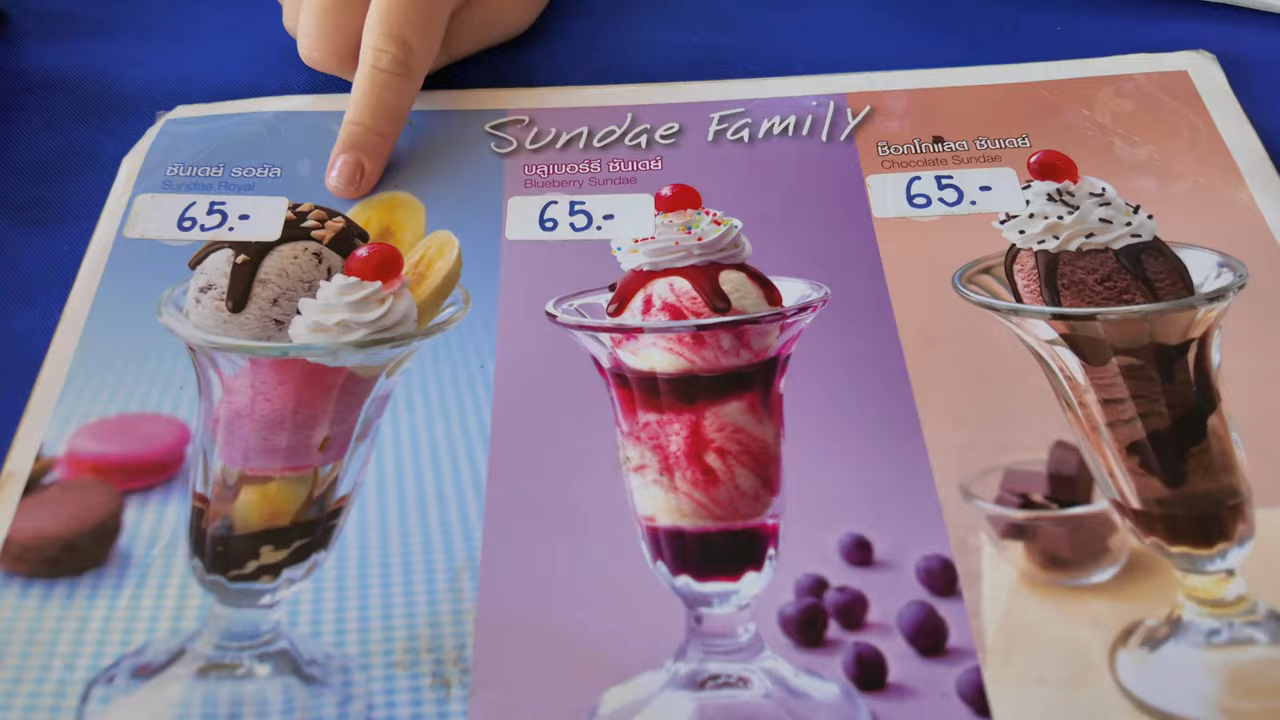 Sundae Family
ซันเดย์ รอยัล
Sundae Royal
65.-
บลูเบอร์รี ซันเดย์
Blueberry Sundae
65.-
ช็อกโกแลต ซันเดย์
Chocolate Sundae
65.-